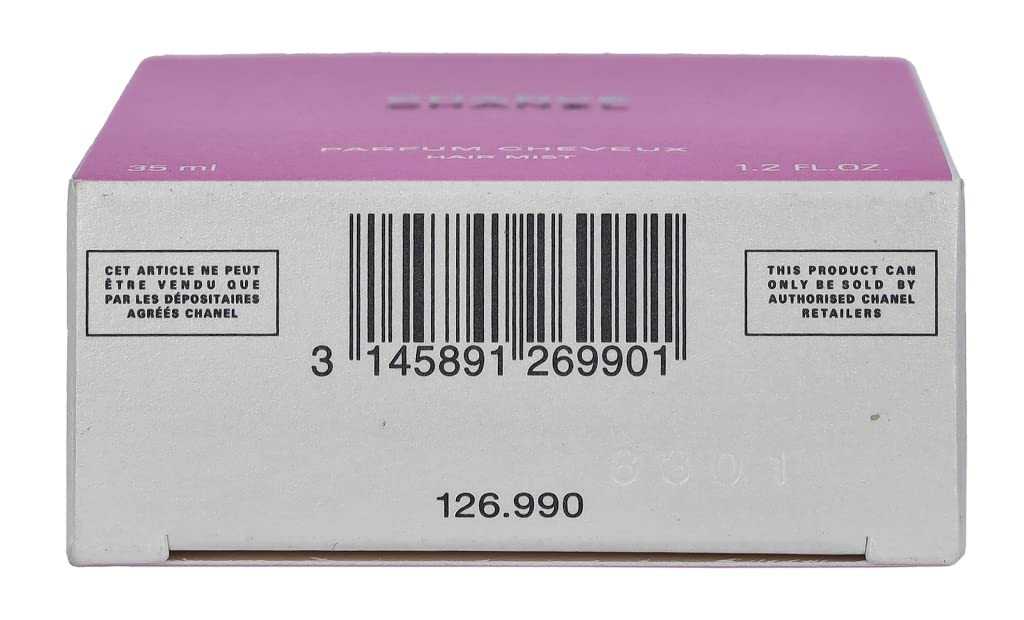 CHANEL
PARFUM CHEVEUX
HAIR MIST
35 ml
1.2 FL.OZ.
CET ARTICLE NE PEUT
ÊTRE VENDU QUE
PAR LES DÉPOSITAIRES
AGRÉÉS CHANEL
THIS PRODUCT CAN
ONLY BE SOLD BY
AUTHORISED CHANEL
RETAILERS
3 145891 269901
6301
126.990